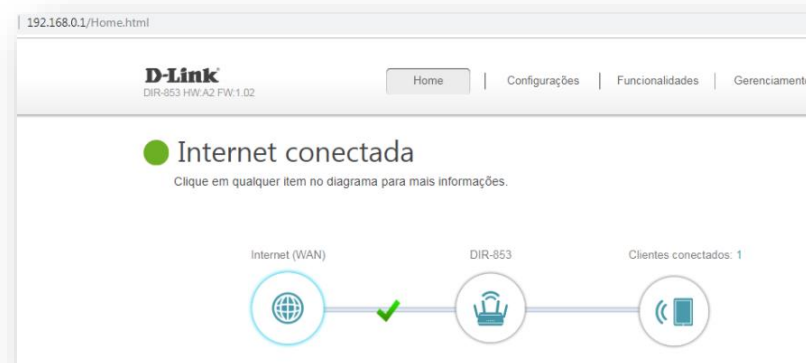 192.168.0.1/Home.html
D-Link
DIR-853 HW:A2 FW:1.02
Home | Configurações | Funcionalidades | Gerenciamento
Internet conectada
Clique em qualquer item no diagrama para mais informações.
Internet (WAN) DIR-853 Clientes conectados: 1